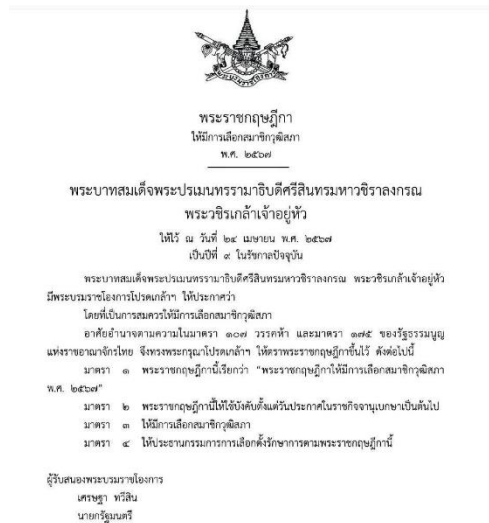 พระราชกฤษฎีกา
ให้มีการเลือกสมาชิกวุฒิสภา
พ.ศ. ๒๕๖๗
พระบาทสมเด็จพระปรเมนทรรามาธิบดีศรีสินทรมหาวชิราลงกรณ
พระวชิรเกล้าเจ้าอยู่หัว
ให้ไว้ ณ วันที่ ๒๔ เมษายน พ.ศ. ๒๕๖๗
เป็นปีที่ ๙ ในรัชกาลปัจจุบัน
พระบาทสมเด็จพระปรเมนทรรามาธิบดีศรีสินทรมหาวชิราลงกรณ พระวชิรเกล้าเจ้าอยู่หัว
มีพระบรมราชโองการโปรดเกล้าฯ ให้ประกาศว่า
โดยที่เป็นการสมควรให้มีการเลือกสมาชิกวุฒิสภา
อาศัยอำนาจตามความในมาตรา ๑๐๗ วรรคห้า และมาตรา ๑๗๕ ของรัฐธรรมนูญ
แห่งราชอาณาจักรไทย จึงทรงพระกรุณาโปรดเกล้าฯ ให้ตราพระราชกฤษฎีกาขึ้นไว้ ดังต่อไปนี้
มาตรา ๑ พระราชกฤษฎีกานี้เรียกว่า “พระราชกฤษฎีกาให้มีการเลือกสมาชิกวุฒิสภา
พ.ศ. ๒๕๖๗”
มาตรา ๒ พระราชกฤษฎีกานี้ให้ใช้บังคับตั้งแต่วันประกาศในราชกิจจานุเบกษาเป็นต้นไป
มาตรา ๓ ให้มีการเลือกสมาชิกวุฒิสภา
มาตรา ๔ ให้ประธานกรรมการการเลือกตั้งรักษาการตามพระราชกฤษฎีกานี้
ผู้รับสนองพระบรมราชโองการ
เศรษฐา ทวีสิน
นายกรัฐมนตรี